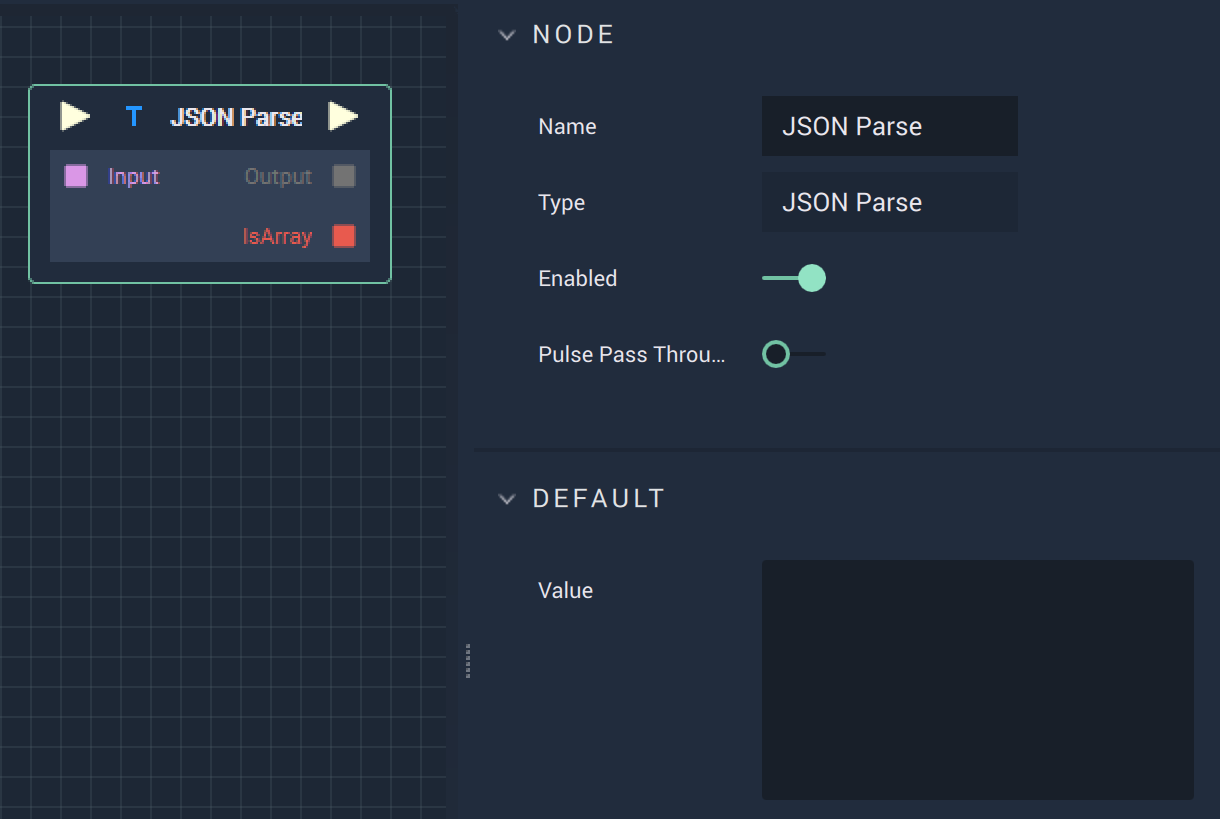 T JSON Parse
Input Output
IsArray
NODE
Name JSON Parse
Type JSON Parse
Enabled
Pulse Pass Throu...
DEFAULT
Value